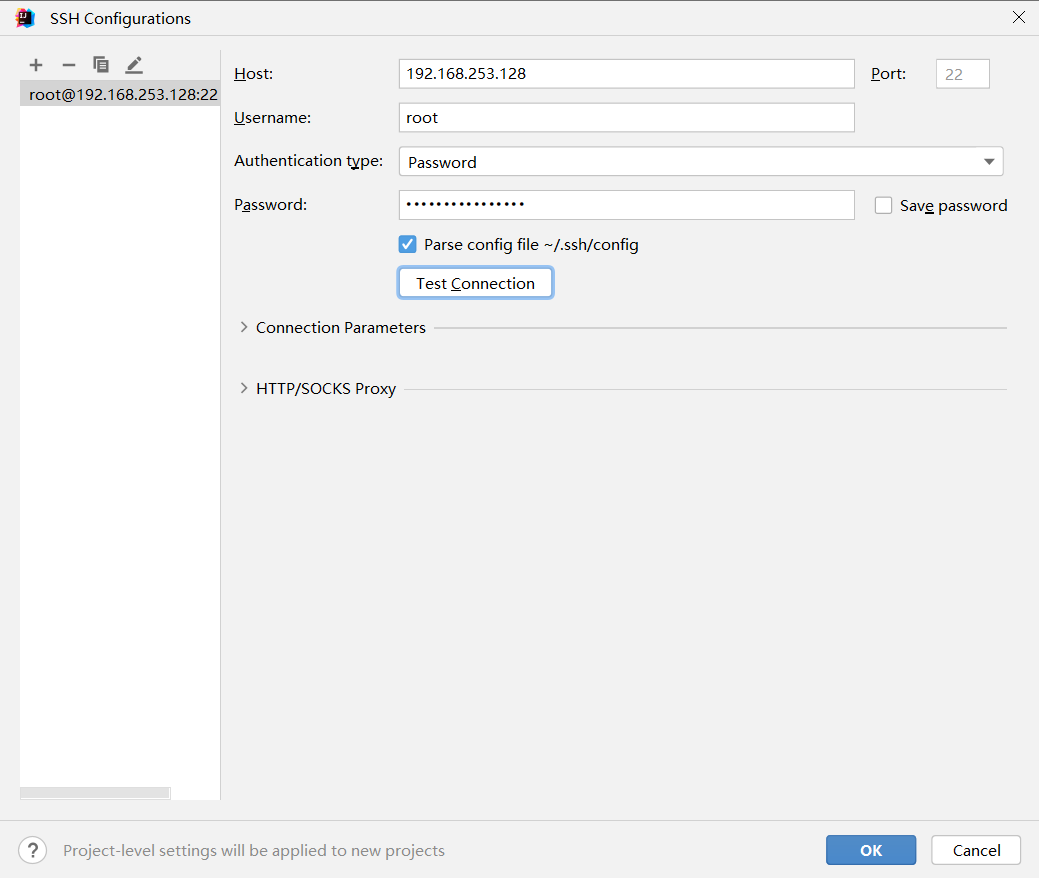 SSH Configurations
root@192.168.253.128:22
Host: 192.168.253.128 Port: 22
Username: root
Authentication type: Password
Password: •••••••••••••••• Save password
Parse config file ~/.ssh/config
Test Connection
Connection Parameters
HTTP/SOCKS Proxy
? Project-level settings will be applied to new projects OK Cancel